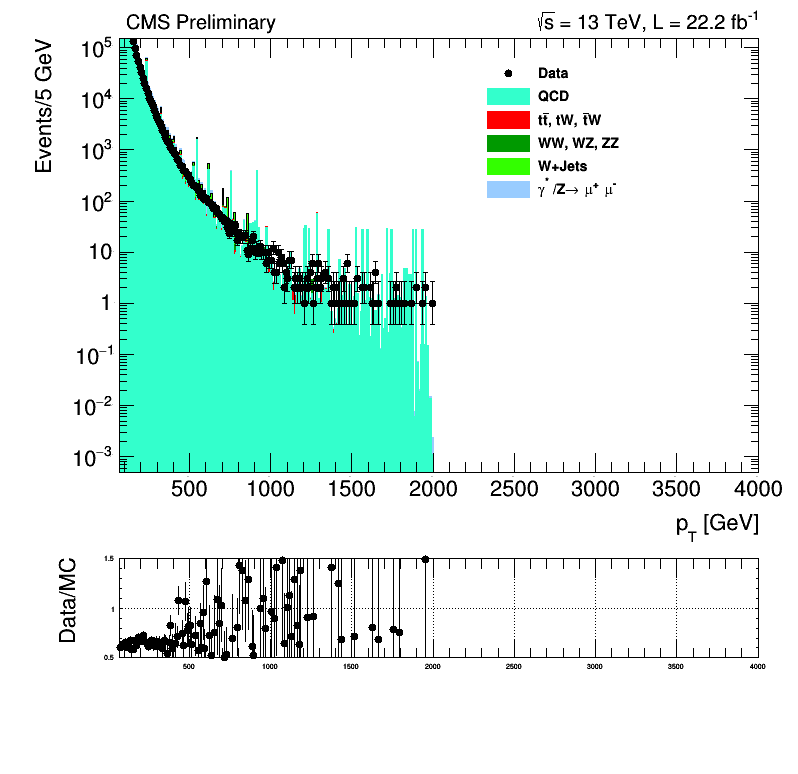 CMS Preliminary √s = 13 TeV, L = 22.2 fb⁻¹
Events/5 GeV
10⁵
10⁴
10³
10²
10
1
10⁻¹
10⁻²
10⁻³
Data
QCD
tt̄, tW, t̄W
WW, WZ, ZZ
W+Jets
γ*/Z→ μ⁺ μ⁻
500 1000 1500 2000 2500 3000 3500 4000
p_T [GeV]
Data/MC
1.5
1
0.5
500 1000 1500 2000 2500 3000 3500 4000